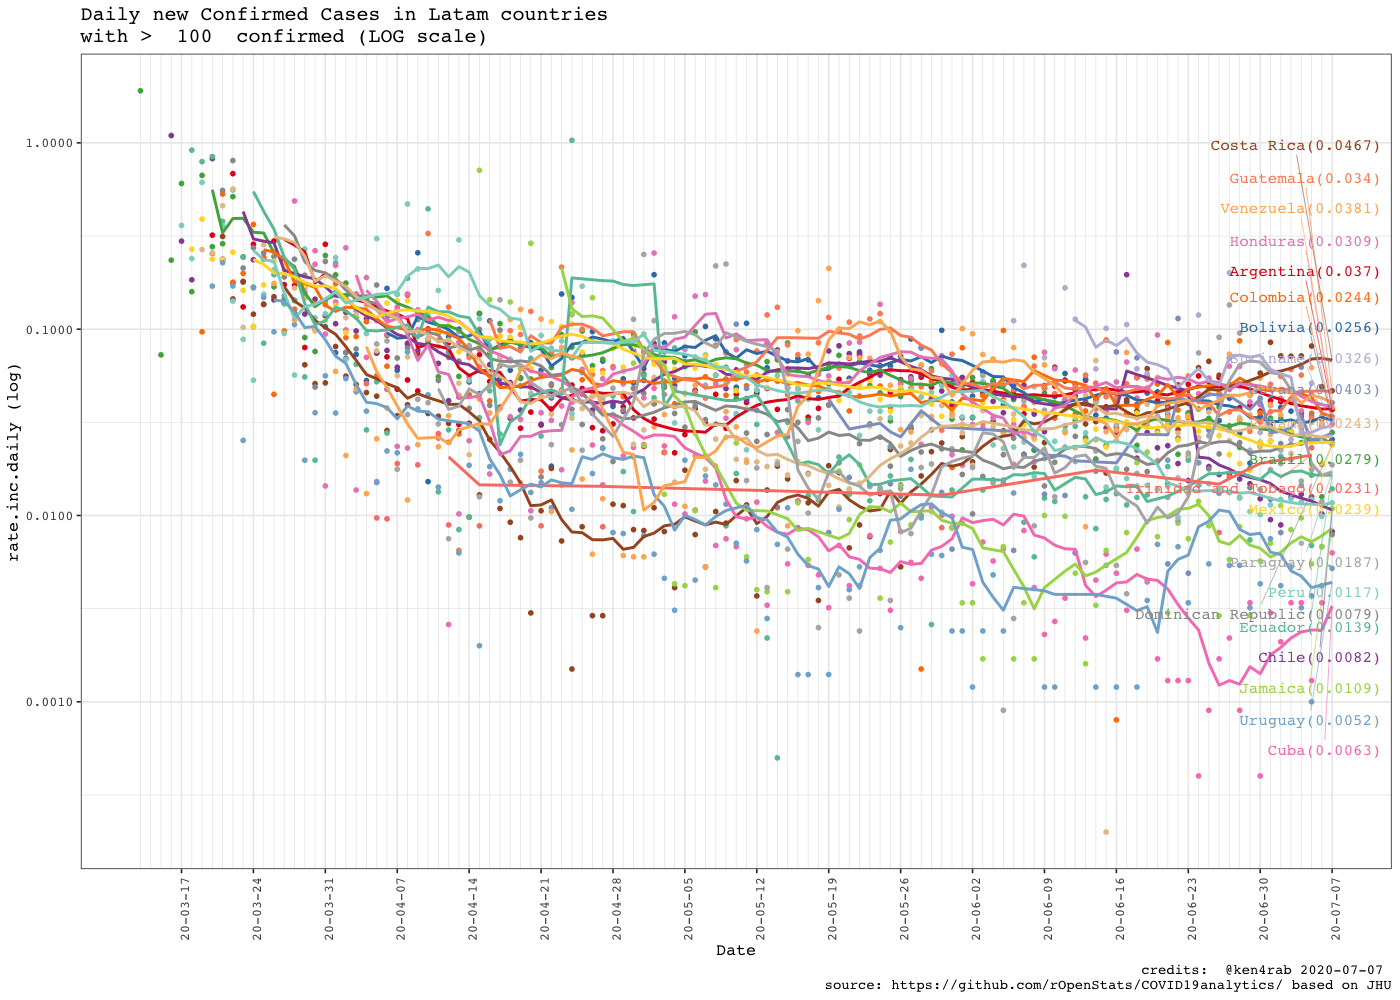 Daily new Confirmed Cases in Latam countries
with >  100  confirmed (LOG scale)
rate.inc.daily (log)
1.0000
0.1000
0.0100
0.0010
Costa Rica(0.0467)
Guatemala(0.034)
Venezuela(0.0381)
Honduras(0.0309)
Argentina(0.037)
Colombia(0.0244)
Bolivia(0.0256)
Brazil(0.0279)
Trinidad and Tobago(0.0231)
Mexico(0.0239)
Paraguay(0.0187)
Peru(0.0117)
Dominican Republic(0.0079)
Ecuador(0.0139)
Chile(0.0082)
Jamaica(0.0109)
Uruguay(0.0052)
Cuba(0.0063)
20-03-17
20-03-24
20-03-31
20-04-07
20-04-14
20-04-21
20-04-28
20-05-05
20-05-12
20-05-19
20-05-26
20-06-02
20-06-09
20-06-16
20-06-23
20-06-30
20-07-07
Date
credits:  @ken4rab 2020-07-07
source: https://github.com/rOpenStats/COVID19analytics/ based on JHU